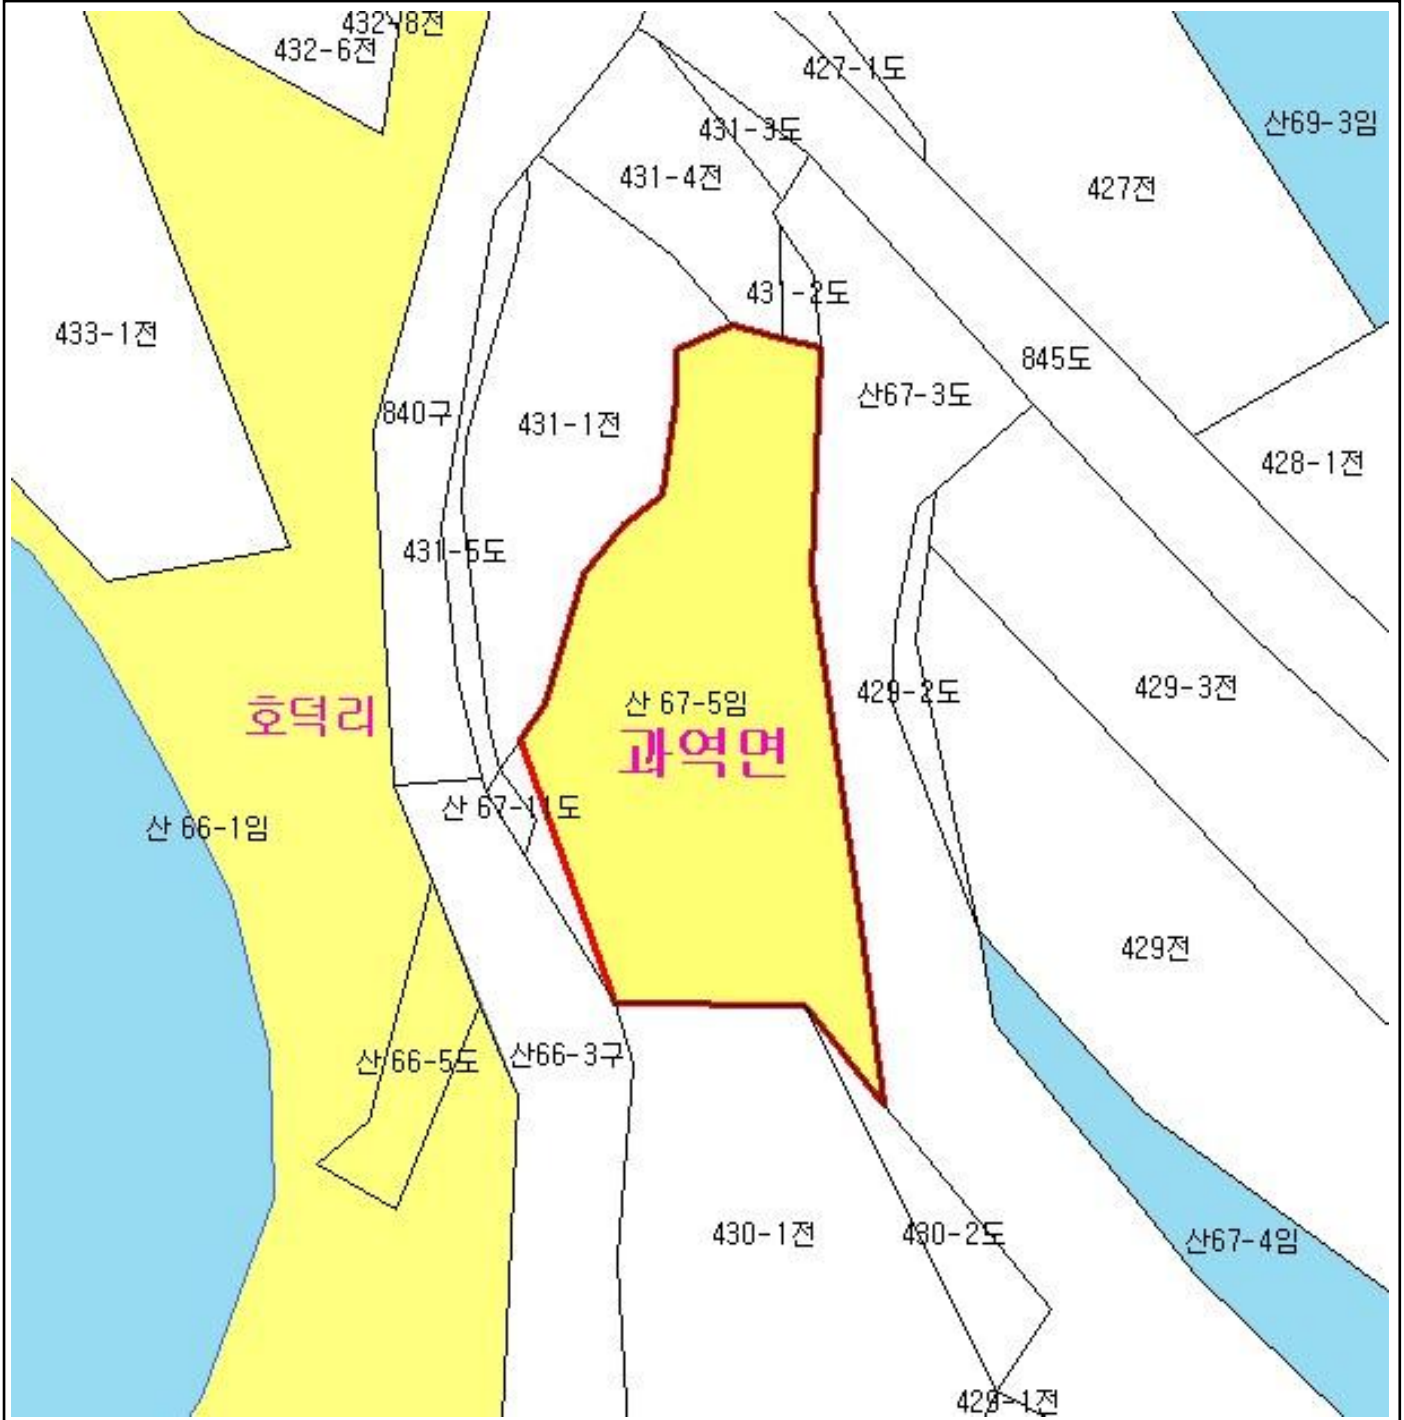 432-8전
432-6전
427-1도
산69-3임
431-3도
431-4전
427전
431-2도
433-1전
845도
산67-3도
840구
431-1전
428-1전
431-5도
429-3전
429-2도
산 67-5임
호덕리
과역면
산 67-11도
산 66-1임
429전
산66-3구
산 66-5도
430-1전
430-2도
산67-4임
429-1전